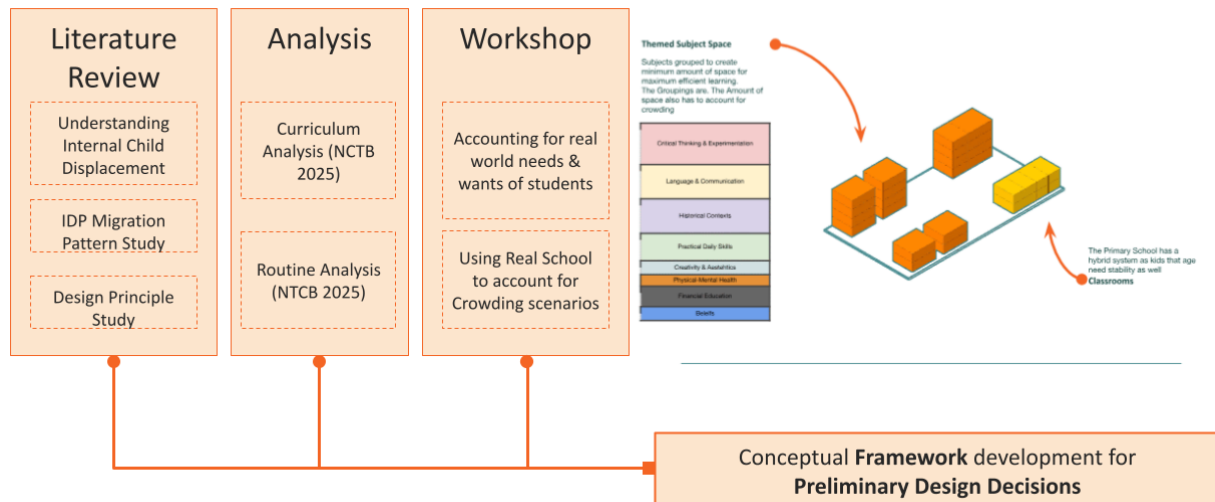 Literature
Review
Understanding
Internal Child
Displacement
IDP Migration
Pattern Study
Design Principle
Study
Analysis
Curriculum
Analysis (NCTB
2025)
Routine Analysis
(NTCB 2025)
Workshop
Accounting for real
world needs &
wants of students
Using Real School
to account for
Crowding scenarios
Themed Subject Space
Subjects grouped to create
minimum amount of space for
maximum efficient learning.
The Groupings are. The Amount of
space also has to account for
crowding
Critical Thinking & Experimentation
Language & Communication
Historical Contexts
Practical Daily Skills
Creativity & Aestehtics
Physical Mental Health
Financial Education
Beliefs
The Primary School has a
hybrid system as kids that age
need stability as well
Classrooms
Conceptual Framework development for
Preliminary Design Decisions